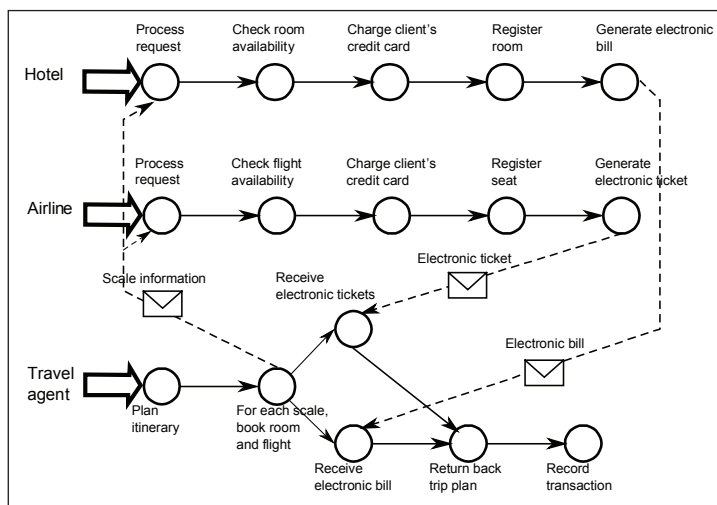 Process
request
Check room
availability
Charge client's
credit card
Register
room
Generate electronic
bill
Hotel
Process
request
Check flight
availability
Charge client's
credit card
Register
seat
Generate
electronic ticket
Airline
Scale information
Receive
electronic tickets
Electronic ticket
Electronic bill
Travel
agent
Plan
itinerary
For each scale,
book room
and flight
Receive
electronic bill
Return back
trip plan
Record
transaction